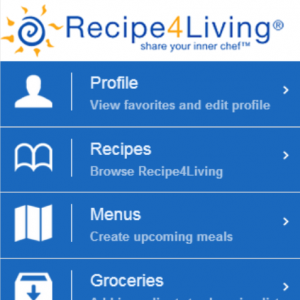 Recipe4Living®
share your inner chef™
Profile
View favorites and edit profile
Recipes
Browse Recipe4Living
Menus
Create upcoming meals
Groceries